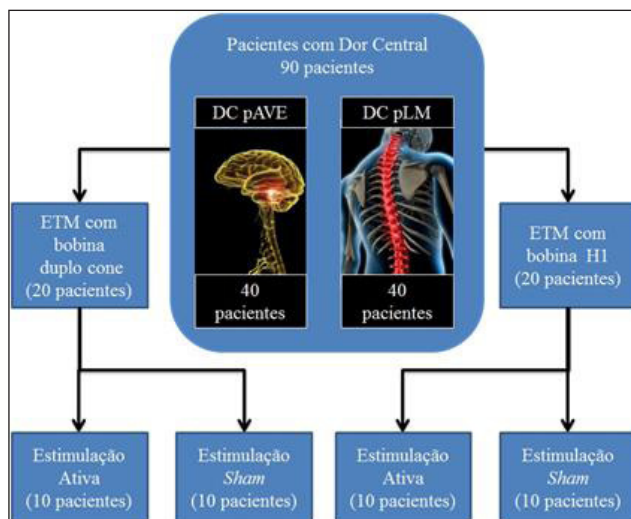 Pacientes com Dor Central
90 pacientes
DC pAVE
DC pLM
40
pacientes
40
pacientes
ETM com
bobina
duplo cone
(20 pacientes)
ETM com
bobina H1
(20 pacientes)
Estimulação
Ativa
(10 pacientes)
Estimulação
Sham
(10 pacientes)
Estimulação
Ativa
(10 pacientes)
Estimulação
Sham
(10 pacientes)